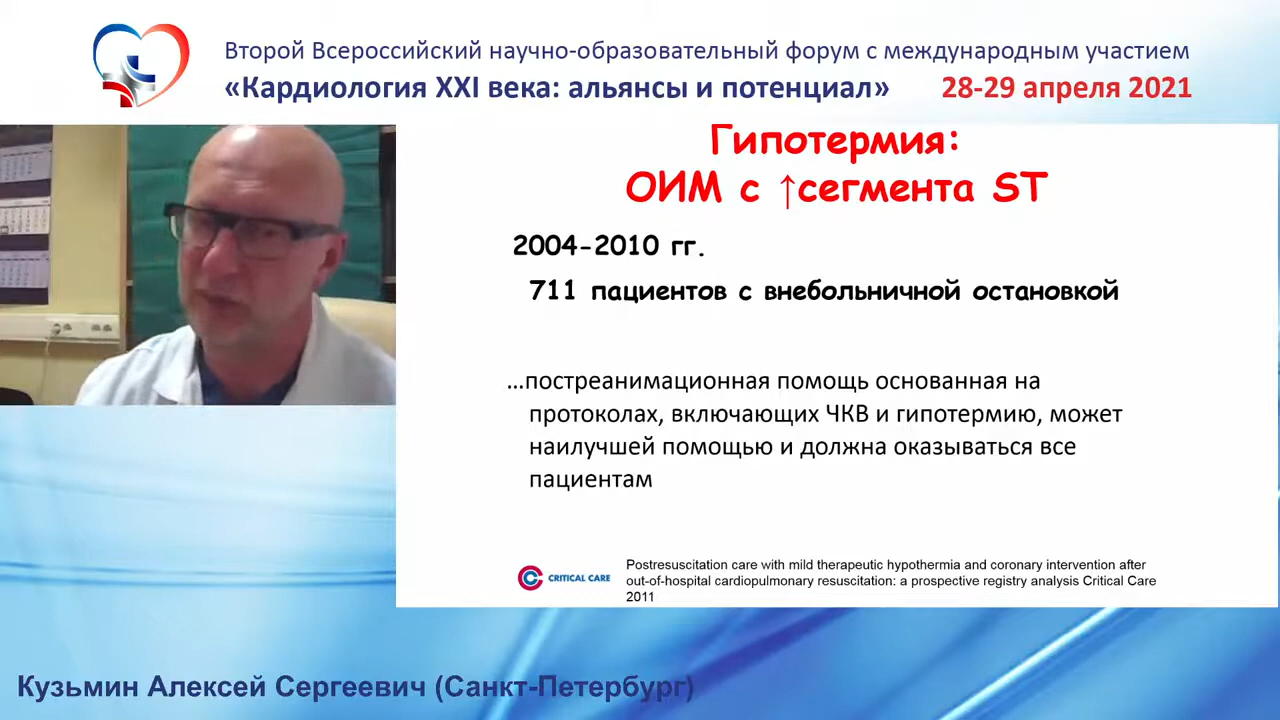 Второй Всероссийский научно-образовательный форум с международным участием
«Кардиология XXI века: альянсы и потенциал» 28-29 апреля 2021
Гипотермия:
ОИМ с ↑сегмента ST
2004-2010 гг.
711 пациентов с внебольничной остановкой
...постреанимационная помощь основанная на
протоколах, включающих ЧКВ и гипотермию, может
наилучшей помощью и должна оказываться все
пациентам
CRITICAL CARE
Postresuscitation care with mild therapeutic hypothermia and coronary intervention after
out-of-hospital cardiopulmonary resuscitation: a prospective registry analysis Critical Care
2011
Кузьмин Алексей Сергеевич (Санкт-Петербург)